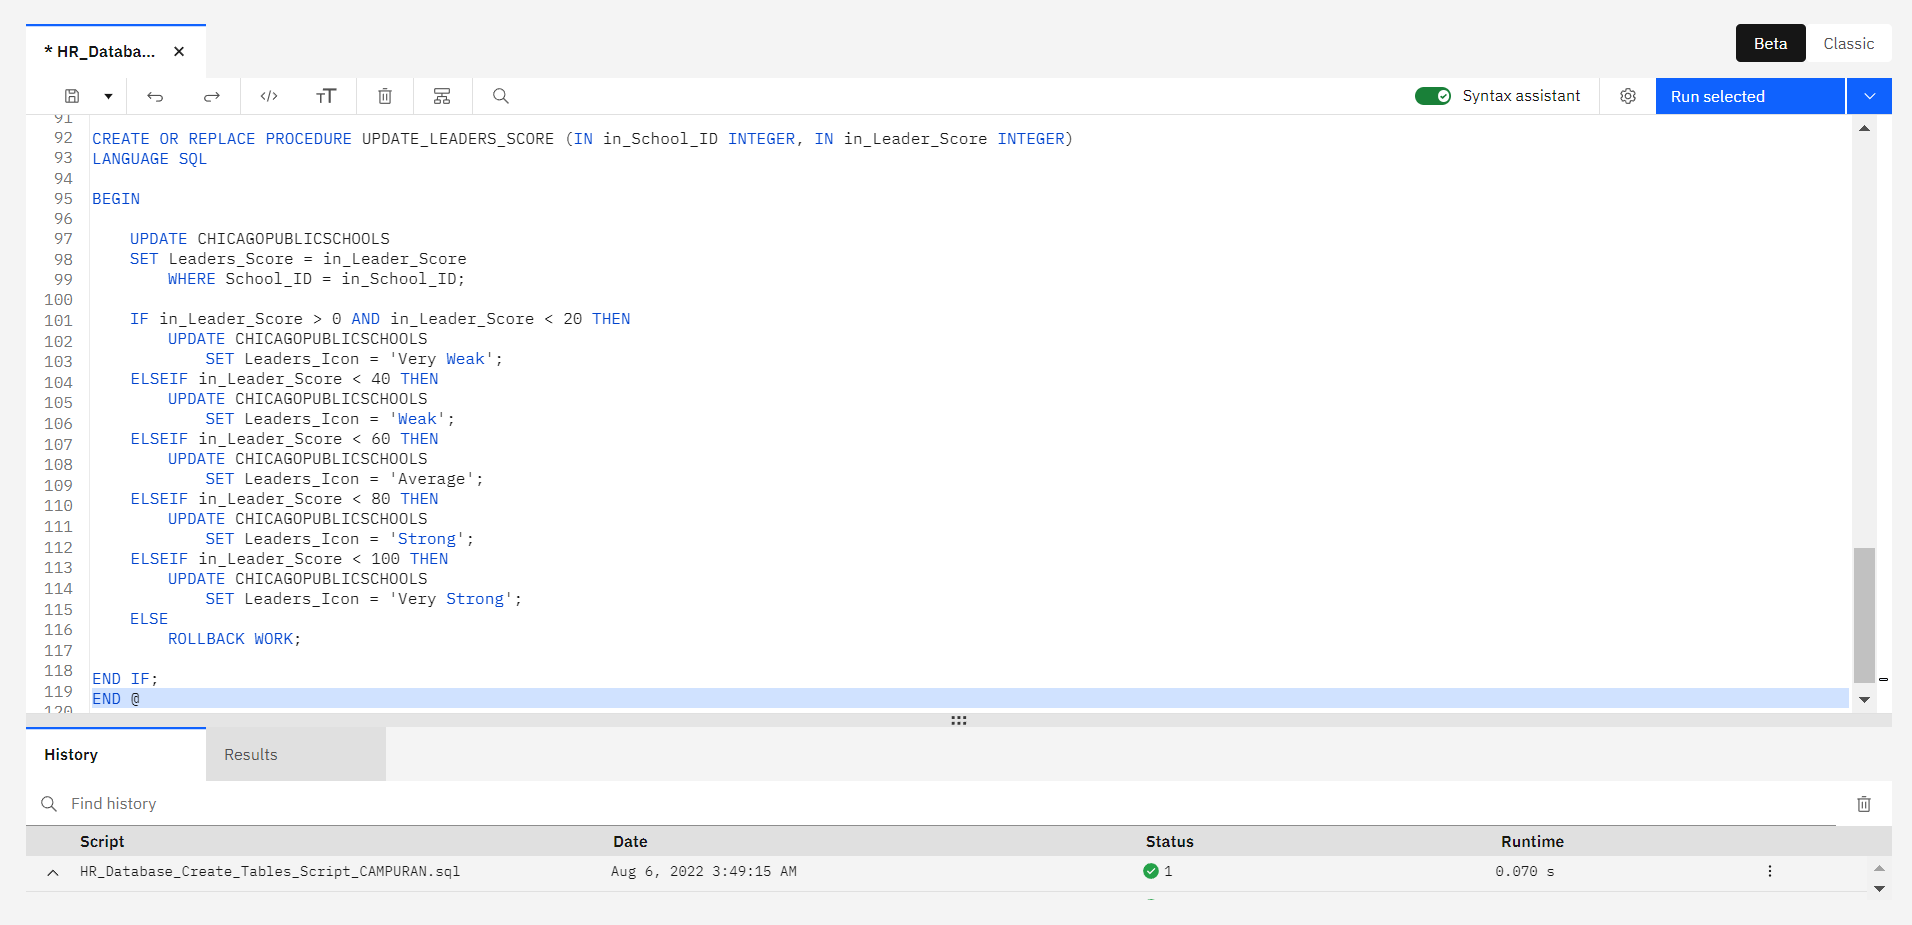 * HR_Databa... ×
Beta Classic
Syntax assistant Run selected
91
92 CREATE OR REPLACE PROCEDURE UPDATE_LEADERS_SCORE (IN in_School_ID INTEGER, IN in_Leader_Score INTEGER)
93 LANGUAGE SQL
94
95 BEGIN
96
97 UPDATE CHICAGOPUBLICSCHOOLS
98 SET Leaders_Score = in_Leader_Score
99 WHERE School_ID = in_School_ID;
100
101 IF in_Leader_Score > 0 AND in_Leader_Score < 20 THEN
102 UPDATE CHICAGOPUBLICSCHOOLS
103 SET Leaders_Icon = 'Very Weak';
104 ELSEIF in_Leader_Score < 40 THEN
105 UPDATE CHICAGOPUBLICSCHOOLS
106 SET Leaders_Icon = 'Weak';
107 ELSEIF in_Leader_Score < 60 THEN
108 UPDATE CHICAGOPUBLICSCHOOLS
109 SET Leaders_Icon = 'Average';
110 ELSEIF in_Leader_Score < 80 THEN
111 UPDATE CHICAGOPUBLICSCHOOLS
112 SET Leaders_Icon = 'Strong';
113 ELSEIF in_Leader_Score < 100 THEN
114 UPDATE CHICAGOPUBLICSCHOOLS
115 SET Leaders_Icon = 'Very Strong';
116 ELSE
117 ROLLBACK WORK;
118
119 END IF;
120 END @
History Results
Find history
Script Date Status Runtime
HR_Database_Create_Tables_Script_CAMPURAN.sql Aug 6, 2022 3:49:15 AM 1 0.070 s